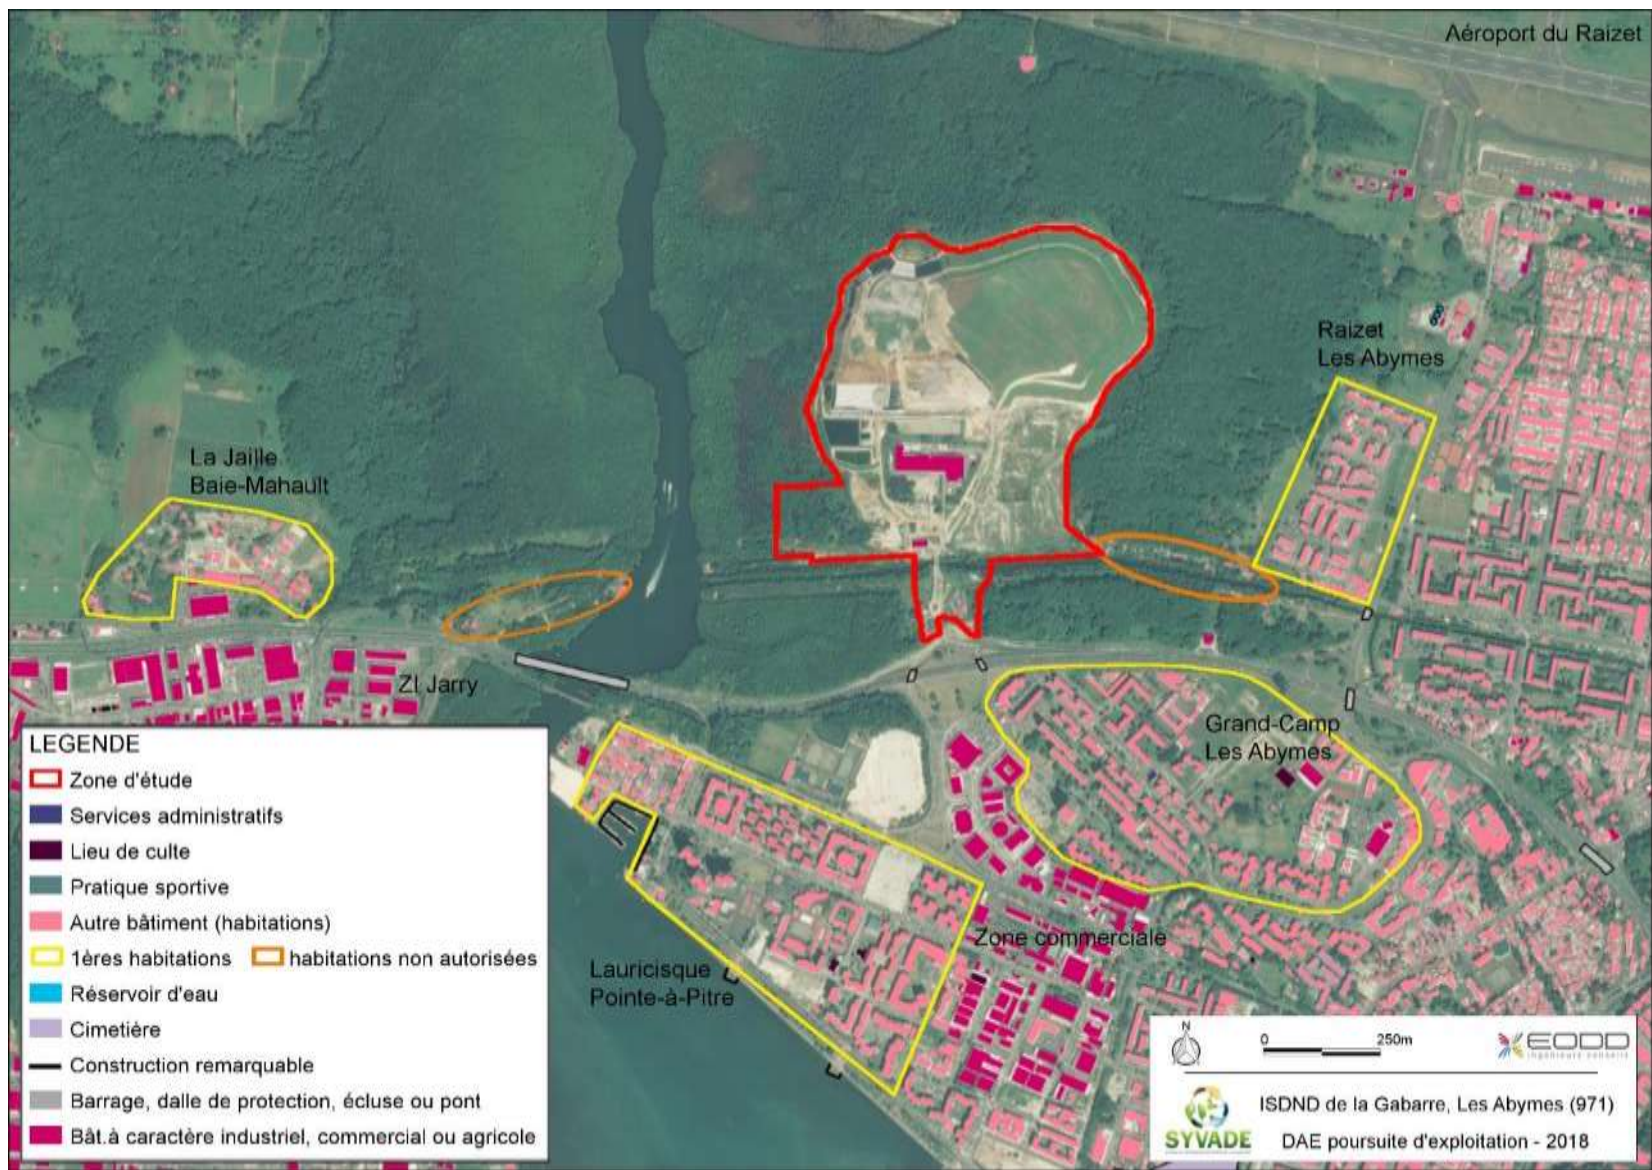 Aéroport du Raizet
Raizet
Les Abymes
La Jaille
Baie-Mahault
ZI Jarry
Grand-Camp
Les Abymes
Zone commerciale
Lauricisque
Pointe-à-Pitre
LEGENDE
Zone d'étude
Services administratifs
Lieu de culte
Pratique sportive
Autre bâtiment (habitations)
1ères habitations habitations non autorisées
Réservoir d'eau
Cimetière
Construction remarquable
Barrage, dalle de protection, écluse ou pont
Bât.à caractère industriel, commercial ou agricole
N
0 250m
EODD
ingénieurs conseils
SYVADE
ISDND de la Gabarre, Les Abymes (971)
DAE poursuite d'exploitation - 2018